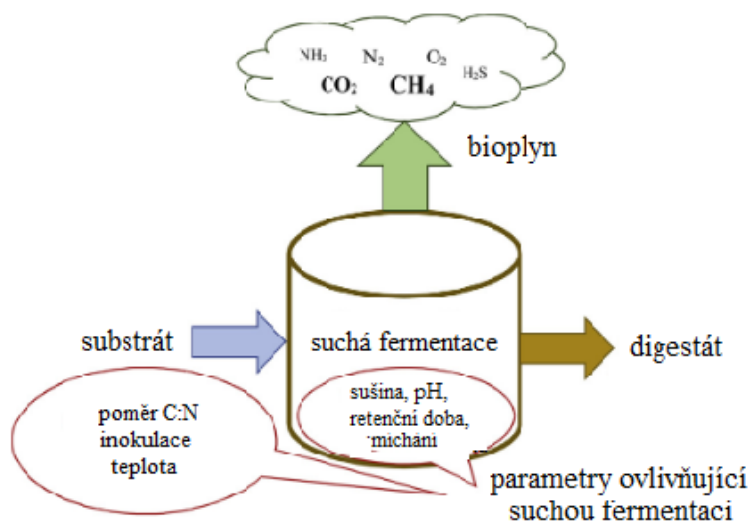 NH₃ N₂ O₂ H₂S
CO₂ CH₄
bioplyn
substrát
suchá fermentace
digestát
poměr C:N
inokulace
teplota
sušina, pH,
retenční doba,
míchání
parametry ovlivňující
suchou fermentaci